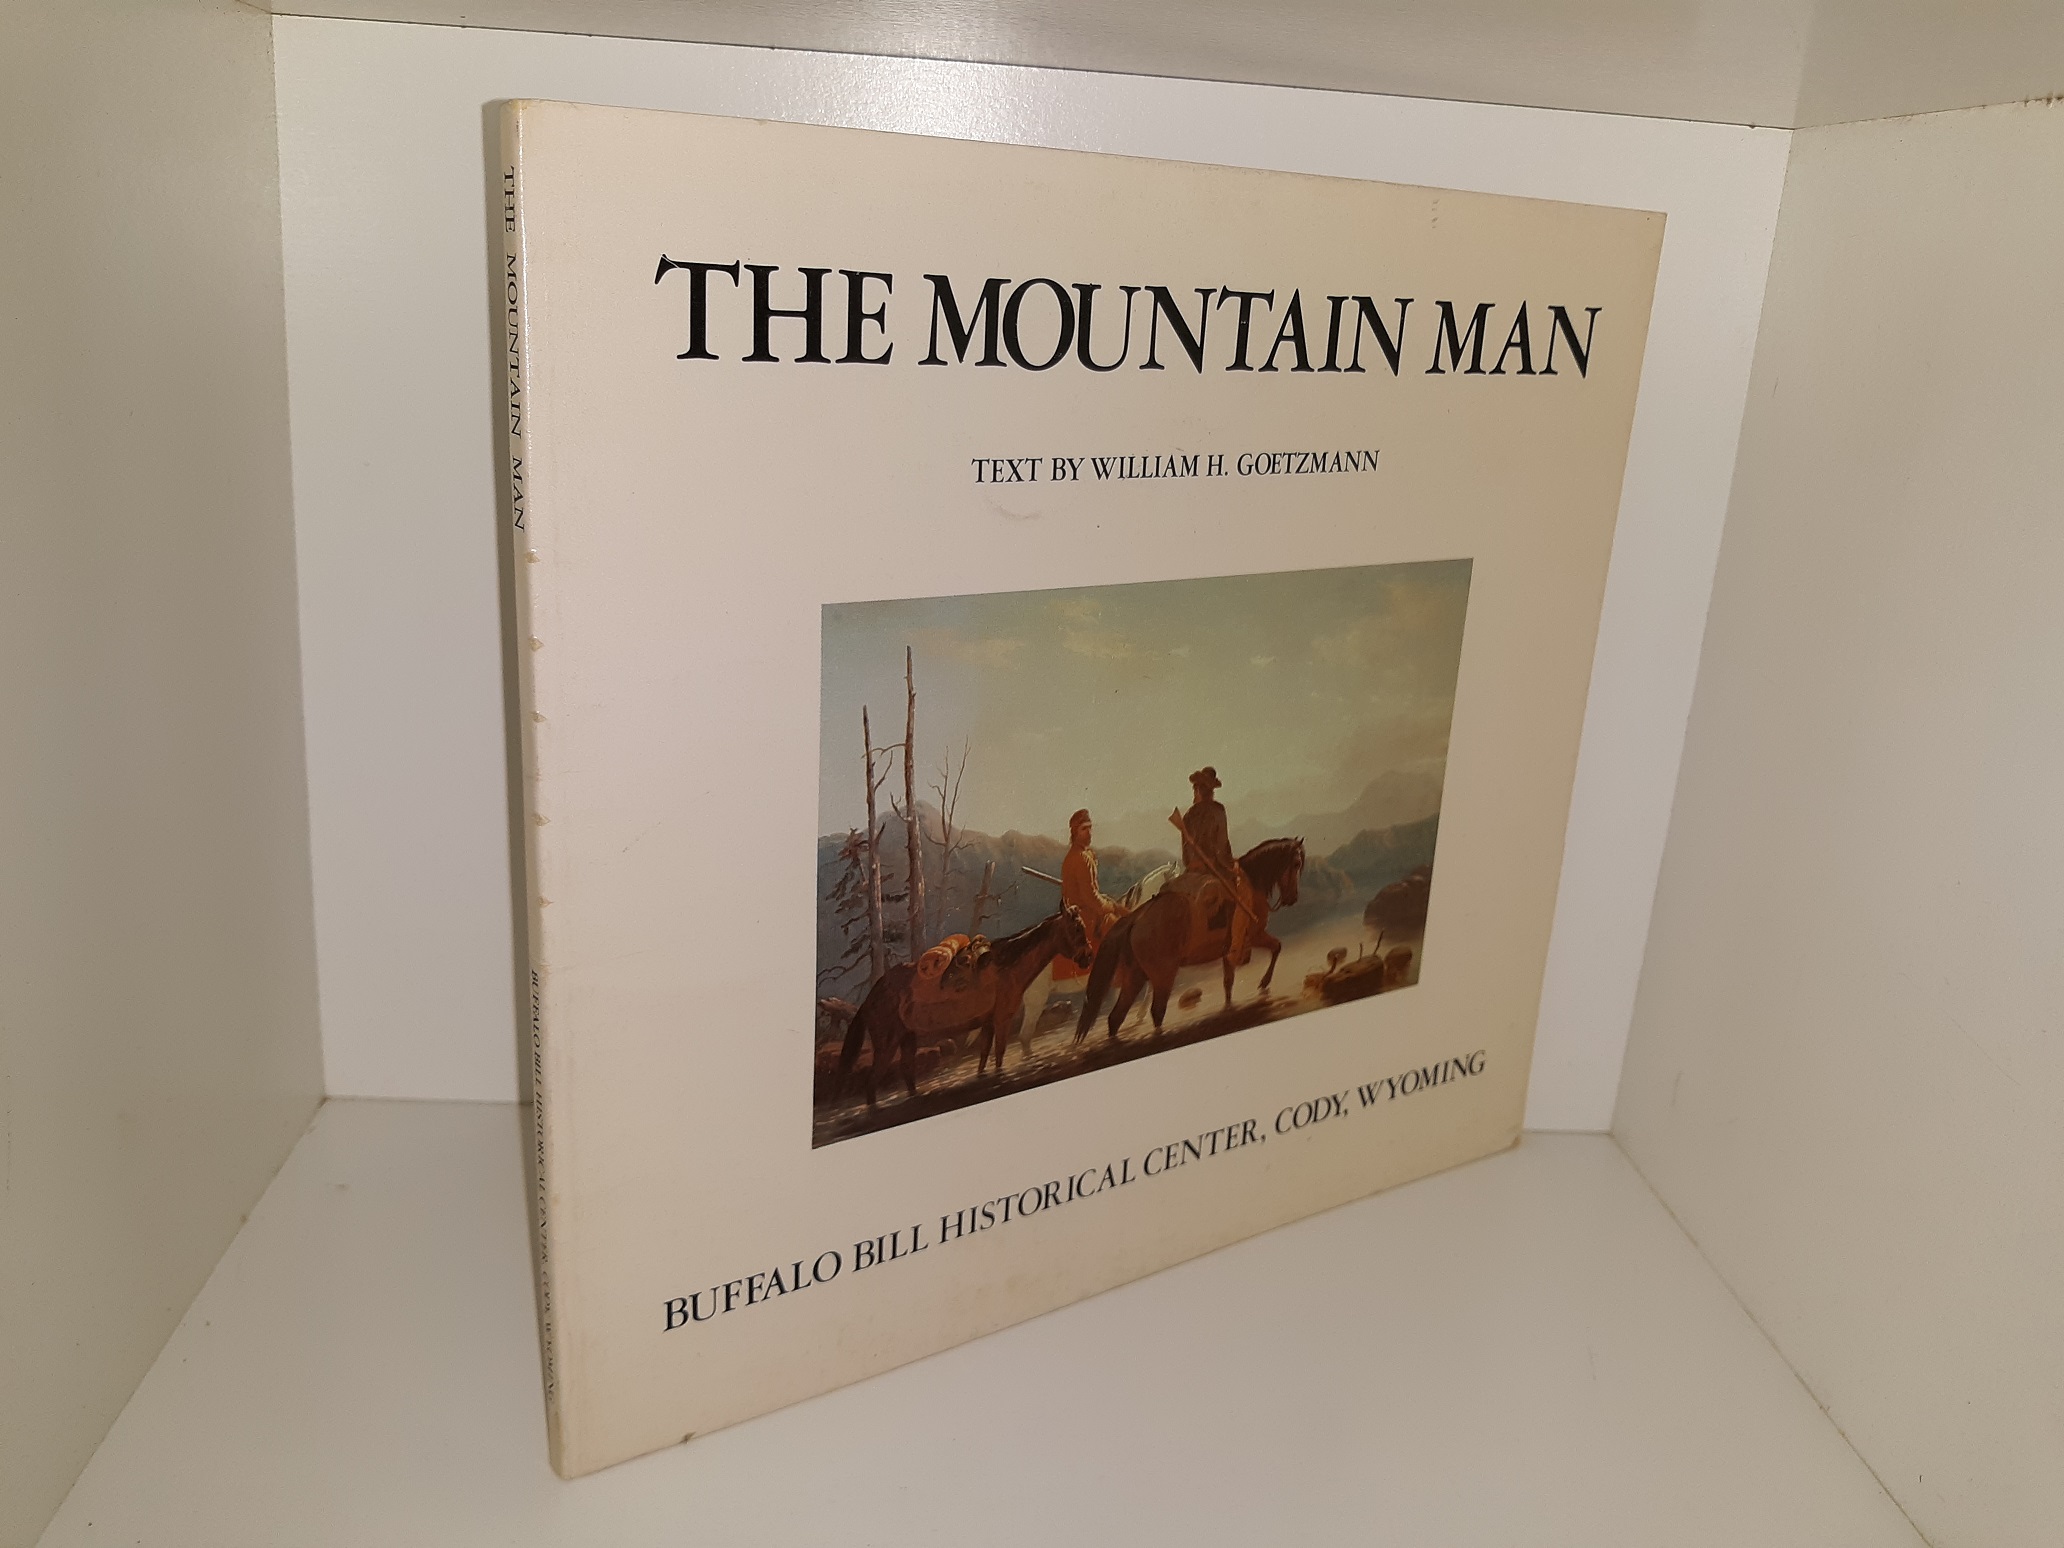 THE MOUNTAIN MAN
TEXT BY WILLIAM H. GOETZMANN
BUFFALO BILL HISTORICAL CENTER, CODY, WYOMING
THE MOUNTAIN MAN
BUFFALO BILL HISTORICAL CENTER, CODY, WYOMING